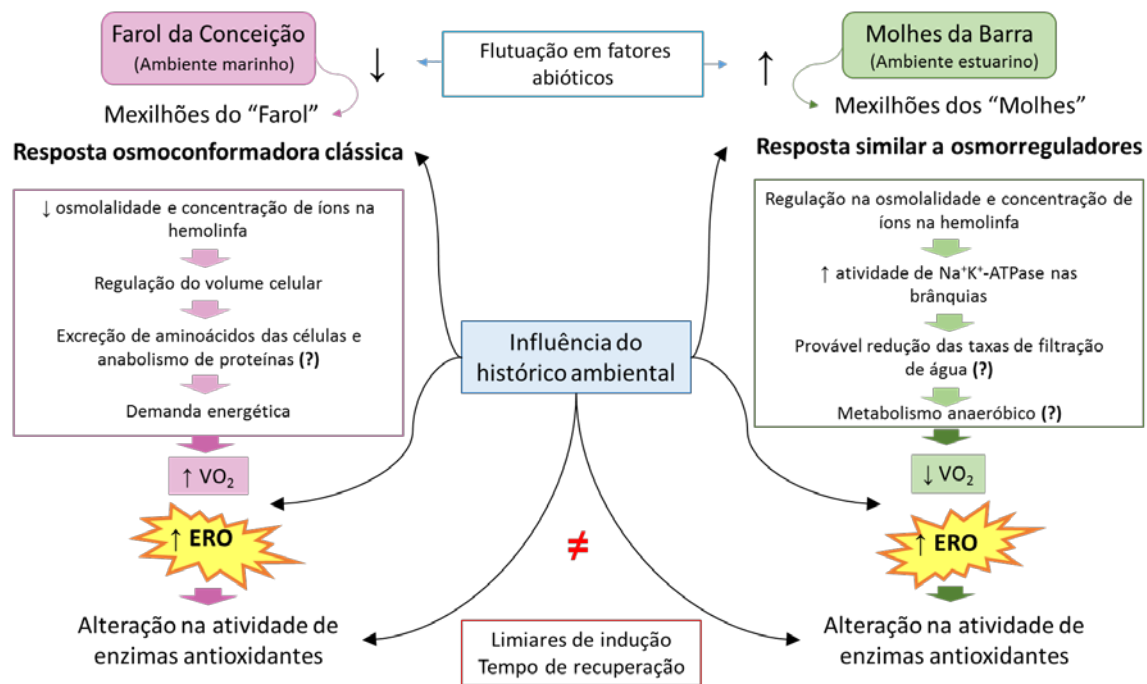 Farol da Conceição
(Ambiente marinho)
↓
Flutuação em fatores
abióticos
↑
Molhes da Barra
(Ambiente estuarino)
Mexilhões do “Farol”
Mexilhões dos “Molhes”
Resposta osmoconformadora clássica
Resposta similar a osmorreguladores
↓ osmolalidade e concentração de íons na
hemolinfa
Regulação do volume celular
Excreção de aminoácidos das células e
anabolismo de proteínas (?)
Demanda energética
↑ VO₂
↑ ERO
Alteração na atividade de
enzimas antioxidantes
Influência do
histórico ambiental
≠
Limiares de indução
Tempo de recuperação
Regulação na osmolalidade e concentração de
íons na hemolinfa
↑ atividade de Na⁺K⁺-ATPase nas
brânquias
Provável redução das taxas de filtração
de água (?)
Metabolismo anaeróbico (?)
↓ VO₂
↑ ERO
Alteração na atividade de
enzimas antioxidantes